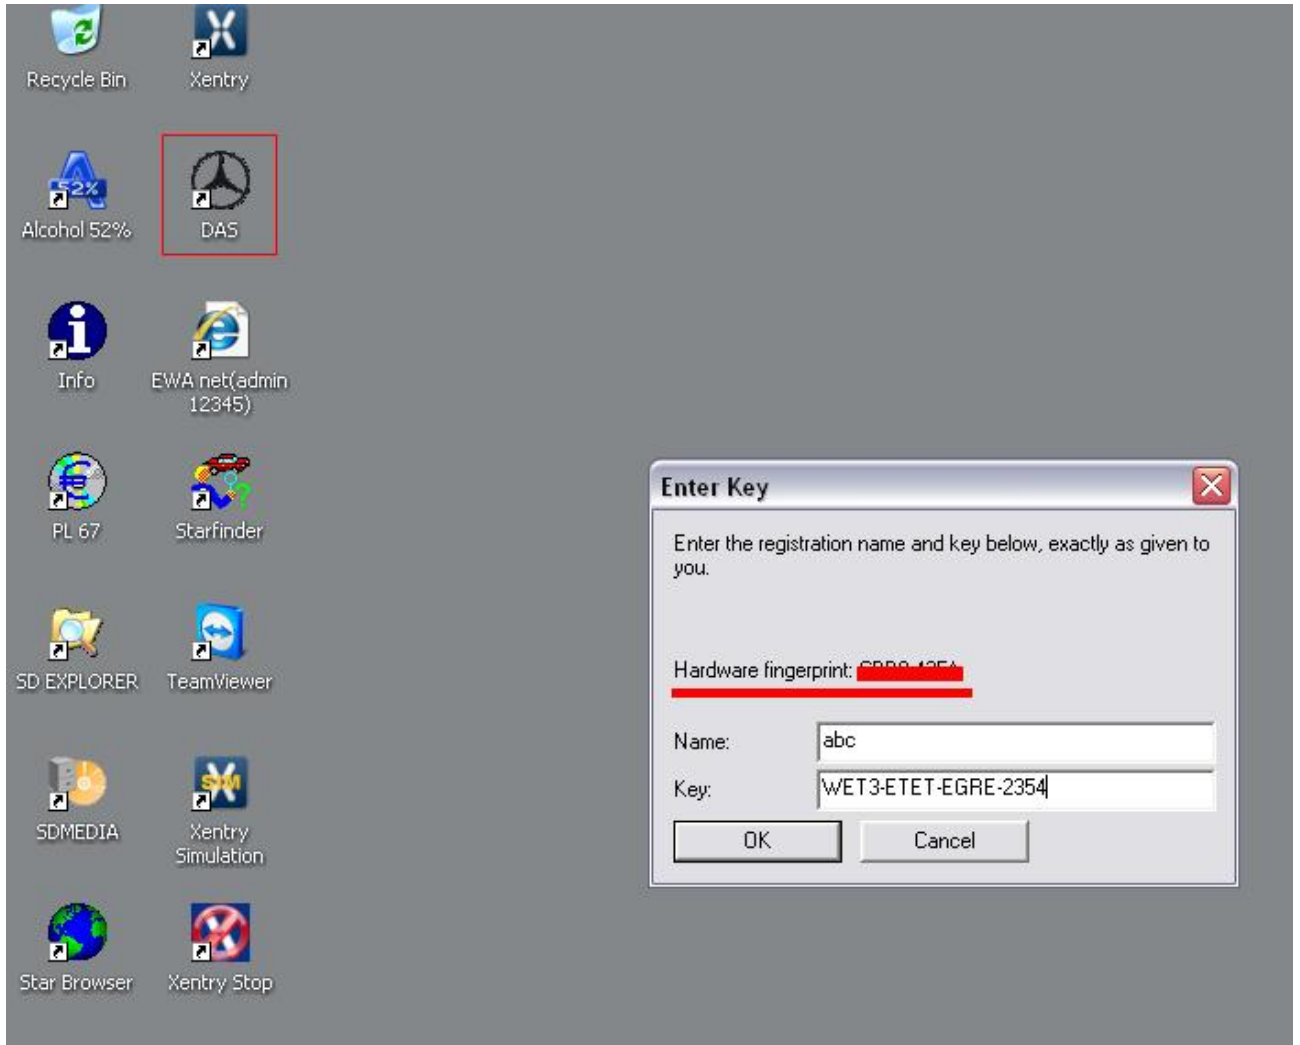 Recycle Bin
Xentry
52%
Alcohol 52%
DAS
Info
EWA net(admin
12345)
PL 67
Starfinder
SD EXPLORER
TeamViewer
SDMEDIA
SIM
Xentry
Simulation
Star Browser
Xentry Stop
Enter Key
Enter the registration name and key below, exactly as given to
you.
Hardware fingerprint:
Name:
abc
Key:
WET3-ETET-EGRE-2354
OK
Cancel